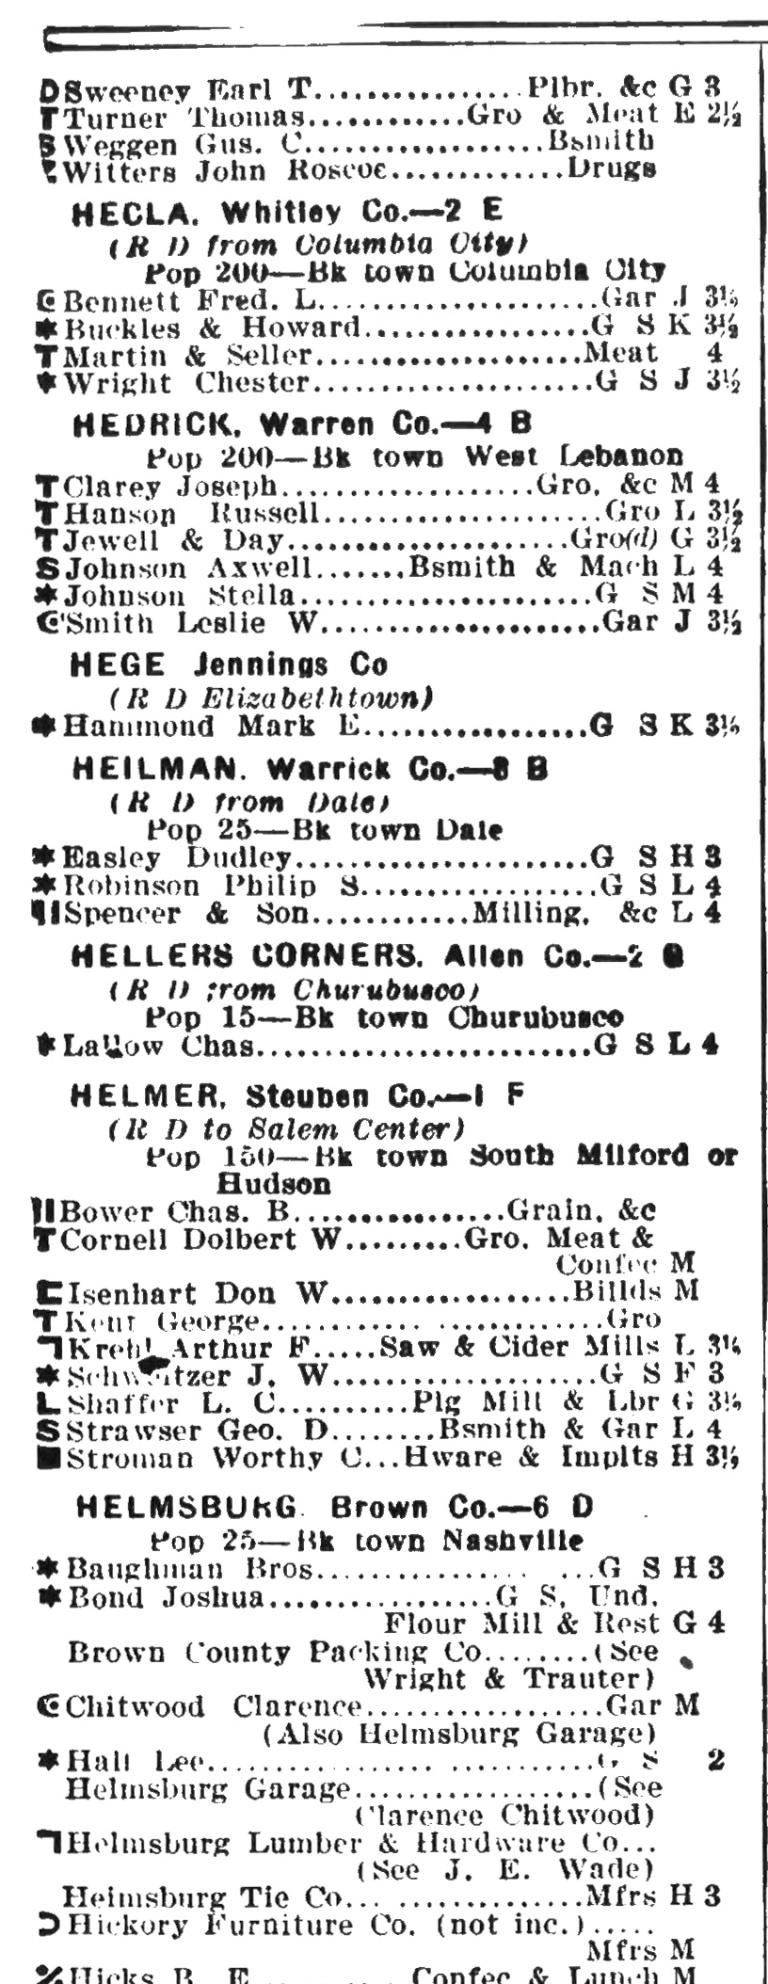 D Sweeney Earl T................Plbr. &c G 3
T Turner Thomas............Gro & Meat E 2½
S Weggen Gus. C..................Bsmith
Witters John Roscoe.............Drugs
HECLA. Whitley Co.—2 E
(R D from Columbia City)
Pop 200—Bk town Columbia City
Bennett Fred. L.....................Gar J 3½
✱ Buckles & Howard.................G S K 3½
T Martin & Seller....................Meat 4
✱ Wright Chester.....................G S J 3½
HEDRICK, Warren Co.—4 B
Pop 200—Bk town West Lebanon
T Clarey Joseph...................Gro. &c M 4
T Hanson Russell.....................Gro L 3½
T Jewell & Day.....................Gro(d) G 3½
S Johnson Axwell.......Bsmith & Mach L 4
✱ Johnson Stella......................G S M 4
Smith Leslie W.....................Gar J 3½
HEGE Jennings Co
(R D Elizabethtown)
✱ Hammond Mark E.................G S K 3½
HEILMAN. Warrick Co.—8 B
(R D from Dale)
Pop 25—Bk town Dale
✱ Easley Dudley......................G S H 3
✱ Robinson Philip S..................G S L 4
Spencer & Son............Milling. &c L 4
HELLERS CORNERS. Allen Co.—2
(R D from Churubusco)
Pop 15—Bk town Churubusco
✱ Chas.........................G S L 4
HELMER, Steuben Co.—1 F
(R D to Salem Center)
Pop 150—Bk town South Milford or
Hudson
Bower Chas. B.................Grain. &c
T Cornell Dolbert W.........Gro. Meat &
Confec M
Isenhart Don W...................Billds M
T Kent George..........................Gro
Krehl Arthur F.....Saw & Cider Mills L 3½
✱ Schweitzer J. W....................G S F 3
L Shaffer L. C..........Plg Mill & Lbr G 3½
S Strawser Geo. D........Bsmith & Gar L 4
■ Stroman Worthy C...Hware & Implts H 3½
HELMSBURG. Brown Co.—6 D
Pop 25—Bk town Nashville
✱ Baughman Bros.....................G S H 3
✱ Bond Joshua.................G S, Und.
Flour Mill & Rest G 4
Brown County Packing Co........(See
Wright & Trauter)
Chitwood Clarence..................Gar M
(Also Helmsburg Garage)
✱ Hall Lee..............................G S 2
Helmsburg Garage..................(See
Clarence Chitwood)
Helmsburg Lumber & Hardware Co...
(See J. E. Wade)
Helmsburg Tie Co..................Mfrs H 3
Hickory Furniture Co. (not inc.).....
Mfrs M
Hicks B. E..........Confec & Lunch M